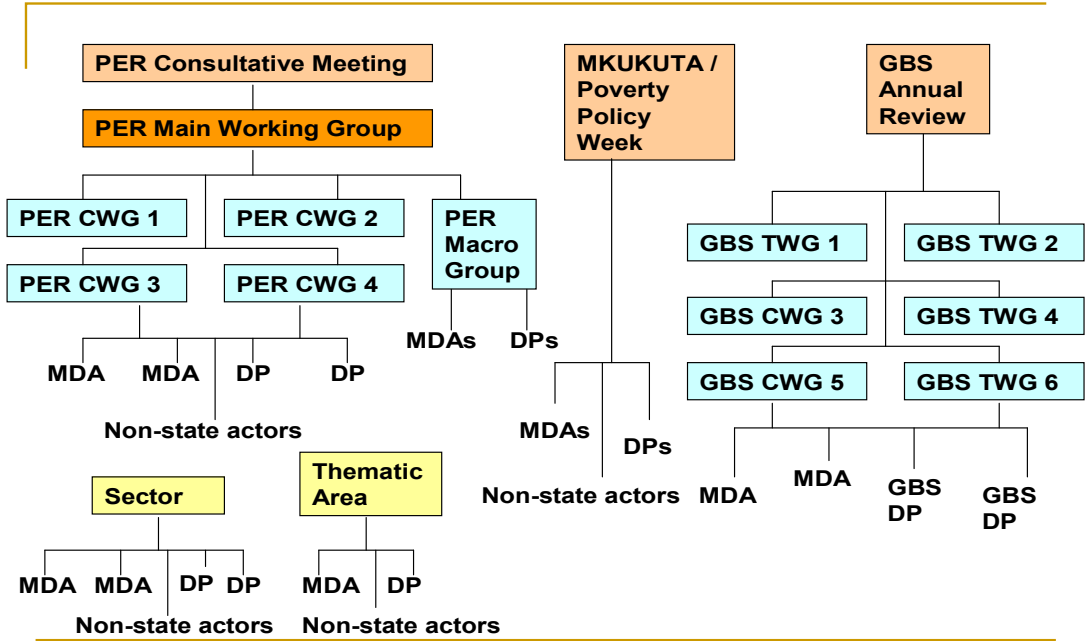 PER Consultative Meeting
PER Main Working Group
PER CWG 1
PER CWG 2
PER
Macro
Group
PER CWG 3
PER CWG 4
MDAs
DPs
MDA
MDA
DP
DP
Non-state actors
Sector
MDA
MDA
DP
DP
Non-state actors
Thematic
Area
MDA
DP
Non-state actors
MKUKUTA /
Poverty
Policy
Week
MDAs
DPs
Non-state actors
GBS
Annual
Review
GBS TWG 1
GBS TWG 2
GBS CWG 3
GBS TWG 4
GBS CWG 5
GBS TWG 6
MDA
MDA
GBS
DP
GBS
DP